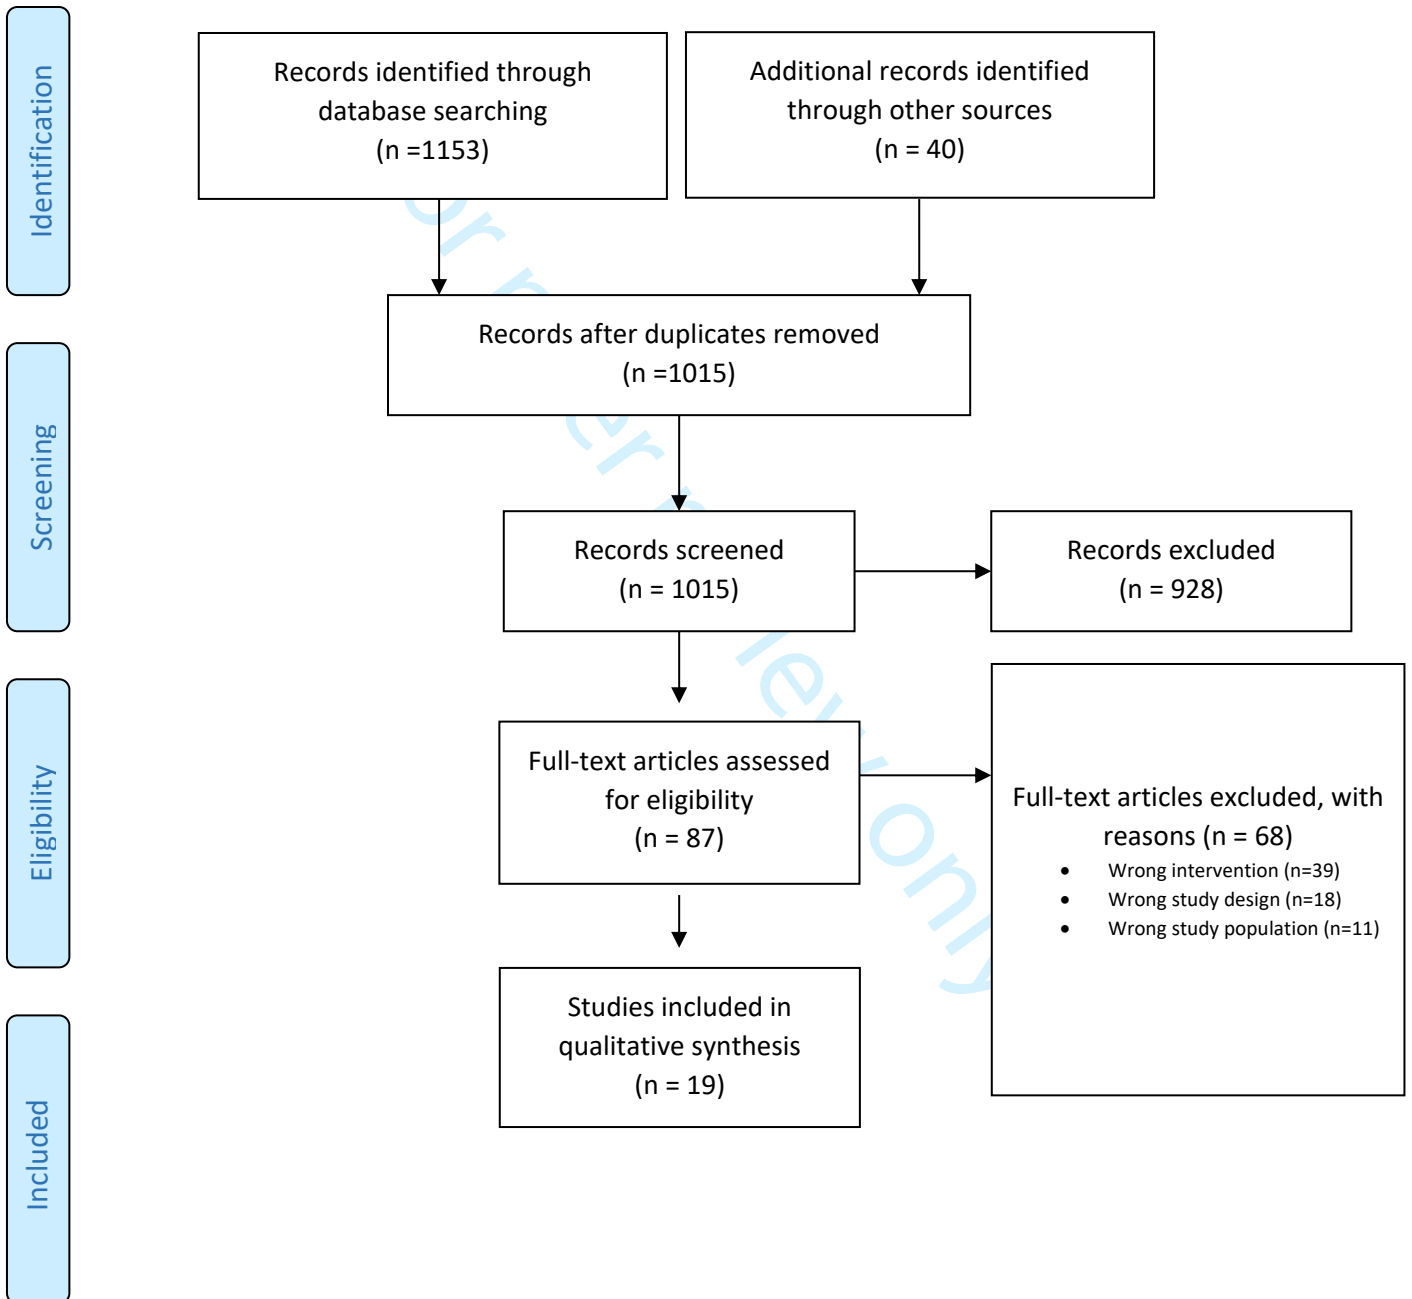 Identification
Records identified through
database searching
(n =1153)
Additional records identified
through other sources
(n = 40)
Records after duplicates removed
(n =1015)
Screening
Records screened
(n = 1015)
Records excluded
(n = 928)
Eligibility
Full-text articles assessed
for eligibility
(n = 87)
Full-text articles excluded, with
reasons (n = 68)
• Wrong intervention (n=39)
• Wrong study design (n=18)
• Wrong study population (n=11)
Included
Studies included in
qualitative synthesis
(n = 19)
only